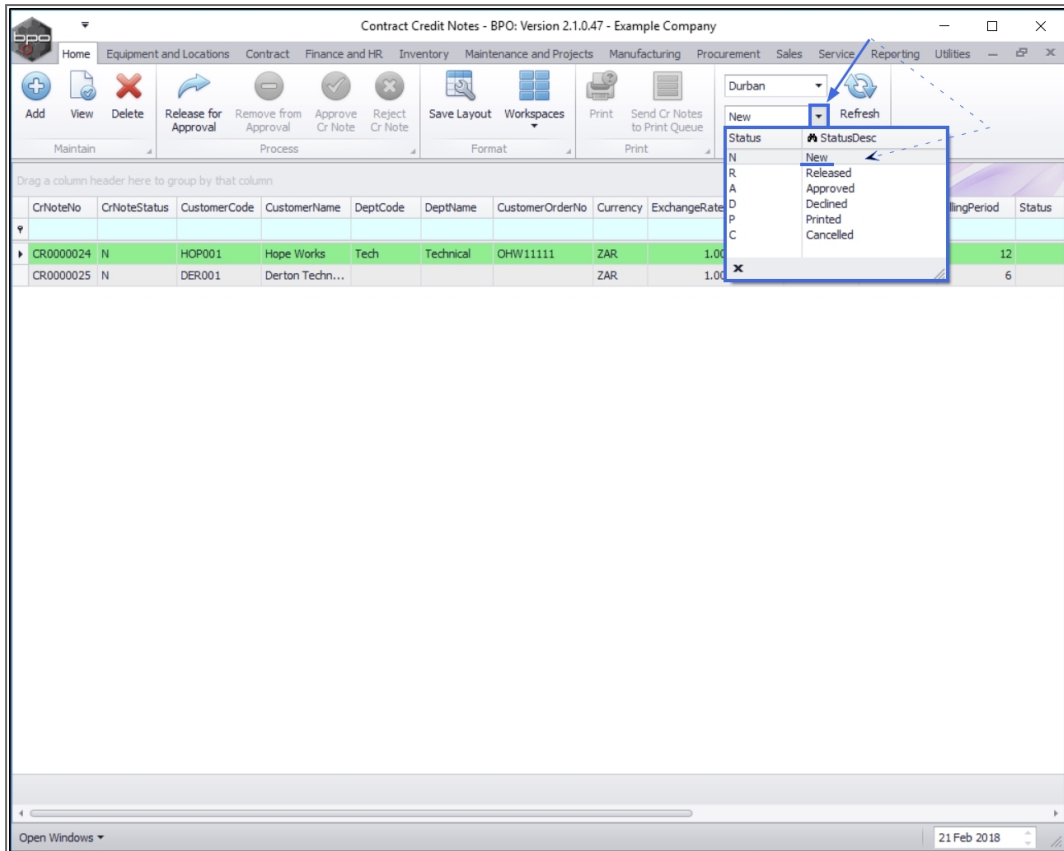 Contract Credit Notes - BPO: Version 2.1.0.47 - Example Company
bpo
Home Equipment and Locations Contract Finance and HR Inventory Maintenance and Projects Manufacturing Procurement Sales Service Reporting Utilities
Durban
Add View Delete Release for Approval Remove from Approval Approve Cr Note Reject Cr Note Save Layout Workspaces Print Send Cr Notes to Print Queue New Refresh
Maintain Process Format Print
Status StatusDesc
N New
R Released
A Approved
D Declined
P Printed
C Cancelled
Drag a column header here to group by that column
CrNoteNo CrNoteStatus CustomerCode CustomerName DeptCode DeptName CustomerOrderNo Currency ExchangeRate llingPeriod Status
CR0000024 N HOP001 Hope Works Tech Technical OHW11111 ZAR 1.00 12
CR0000025 N DER001 Derton Techn... ZAR 1.00 6
Open Windows 21 Feb 2018